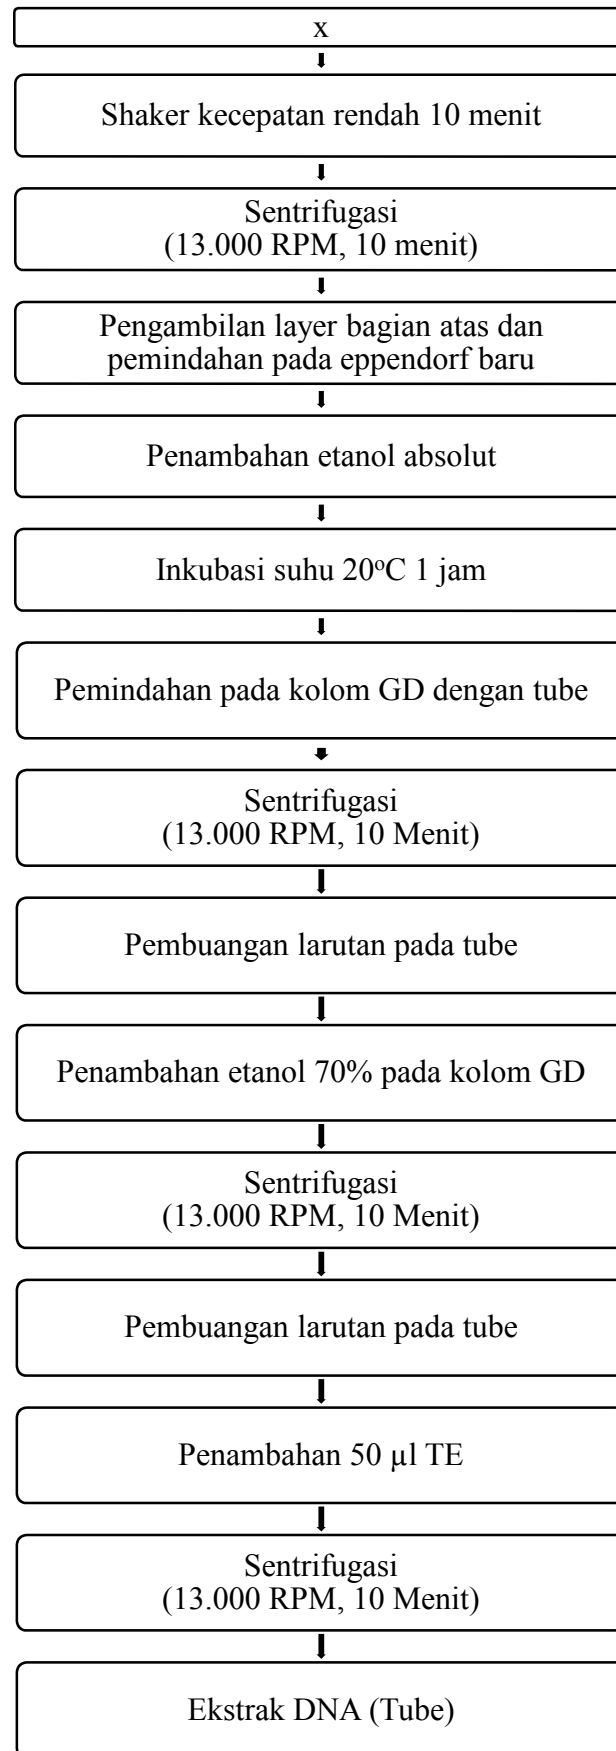 x
Shaker kecepatan rendah 10 menit
Sentrifugasi
(13.000 RPM, 10 menit)
Pengambilan layer bagian atas dan
pemindahan pada eppendorf baru
Penambahan etanol absolut
Inkubasi suhu 20°C 1 jam
Pemindahan pada kolom GD dengan tube
Sentrifugasi
(13.000 RPM, 10 Menit)
Pembuangan larutan pada tube
Penambahan etanol 70% pada kolom GD
Sentrifugasi
(13.000 RPM, 10 Menit)
Pembuangan larutan pada tube
Penambahan 50 µl TE
Sentrifugasi
(13.000 RPM, 10 Menit)
Ekstrak DNA (Tube)